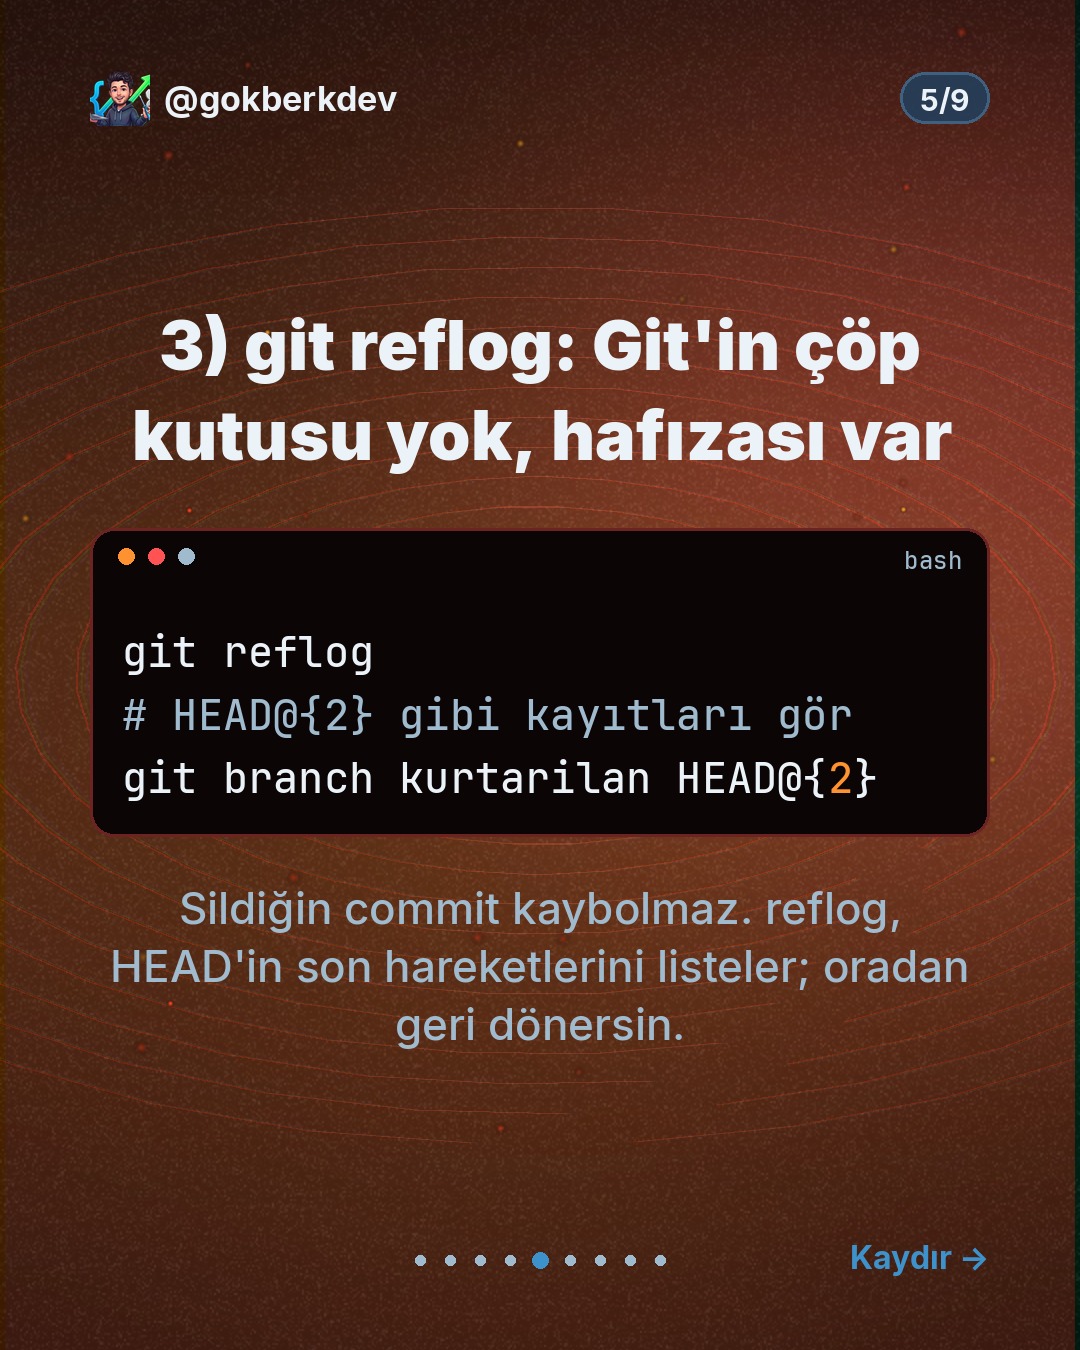 @gokberkdev
5/9
3) git reflog: Git'in çöp
kutusu yok, hafızası var
bash
git reflog
# HEAD@{2} gibi kayıtları gör
git branch kurtarilan HEAD@{2}
Sildiğin commit kaybolmaz. reflog,
HEAD'in son hareketlerini listeler; oradan
geri dönersin.
Kaydır →